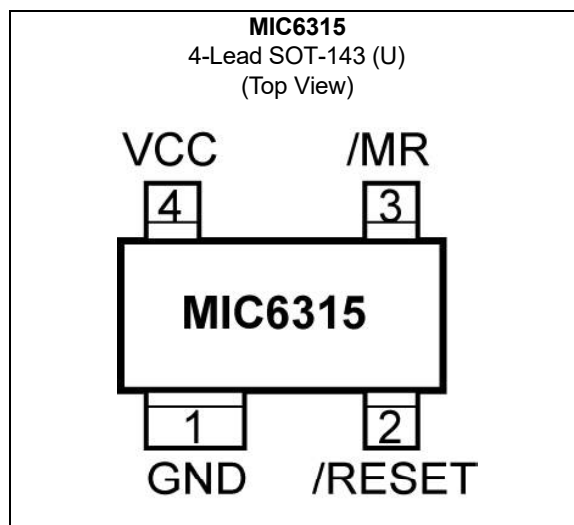 MIC6315
4-Lead SOT-143 (U)
(Top View)
VCC /MR
4 3
MIC6315
1 2
GND /RESET